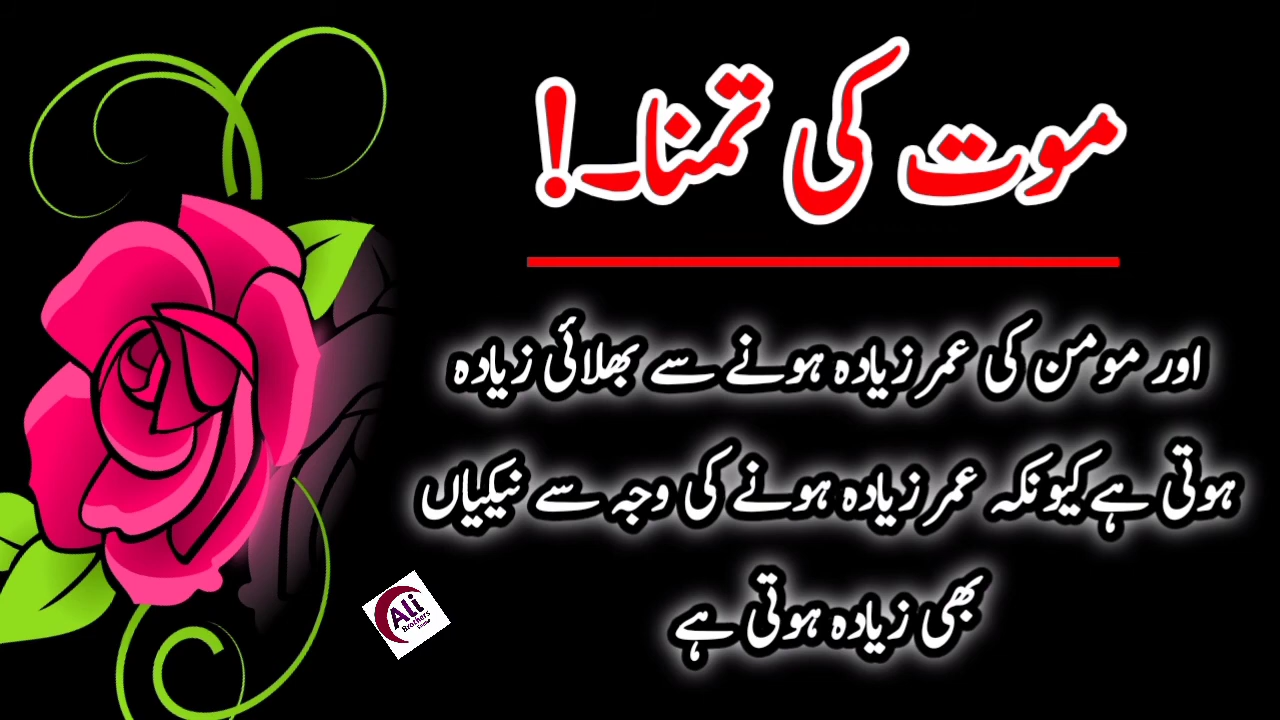 موت کی تمنا۔!
اور مومن کی عمر زیادہ ہونے سے بھلائی زیادہ
ہوتی ہے کیونکہ عمر زیادہ ہونے کی وجہ سے نیکیاں
بھی زیادہ ہوتی ہے
Ali
Brothers